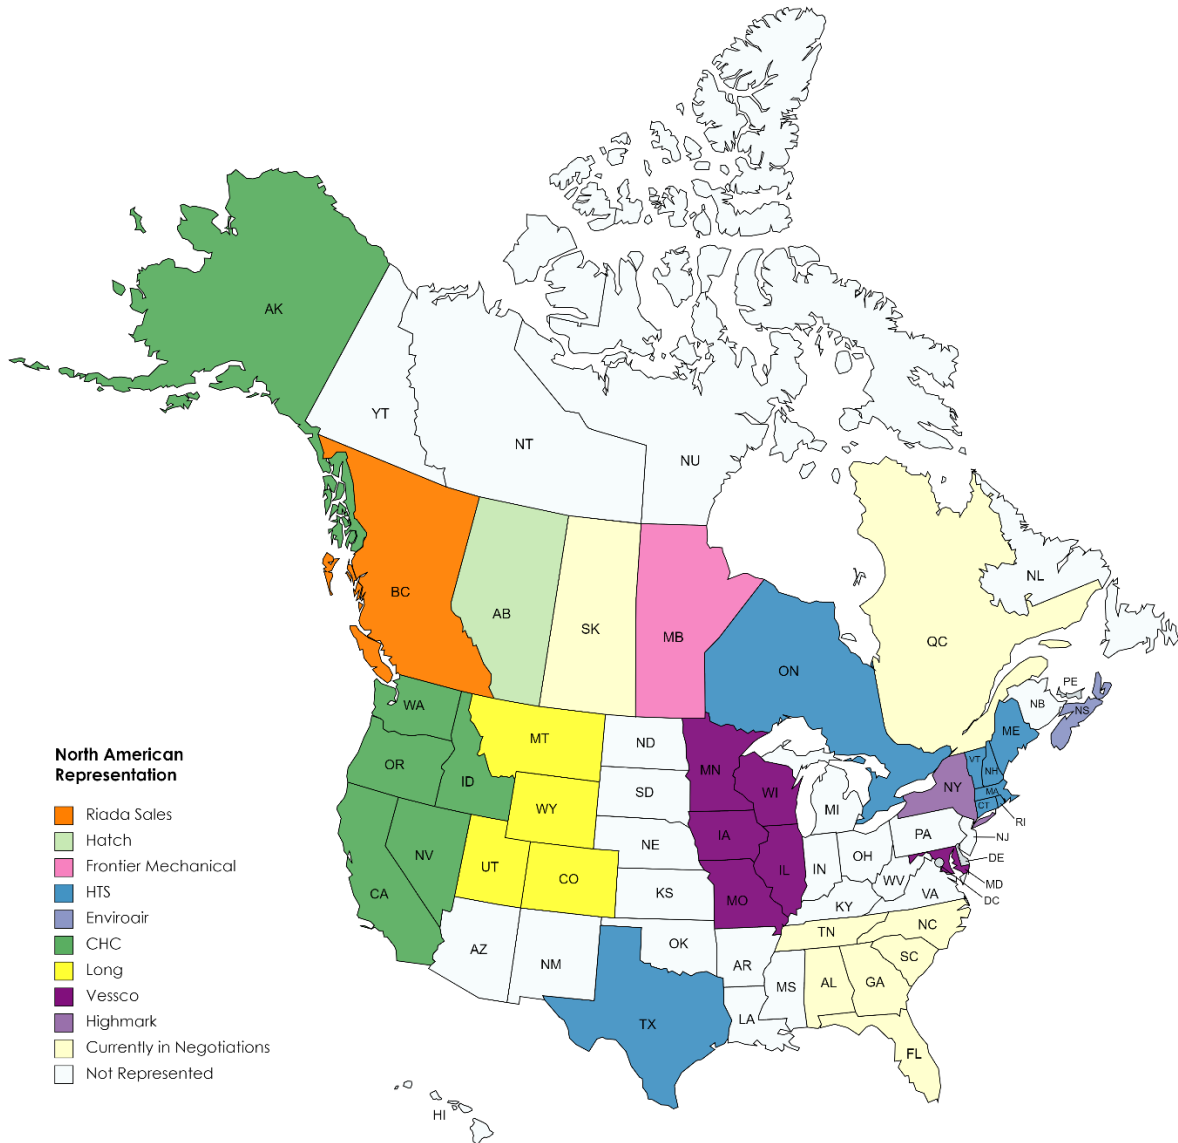 AK
YT
NT
NU
BC
AB
SK
MB
ON
QC
NL
NB
PE
NS
WA
OR
ID
MT
WY
NV
CA
UT
CO
AZ
NM
ND
SD
NE
KS
OK
TX
MN
IA
MO
WI
IL
MI
IN
OH
KY
WV
VA
PA
NY
VT
NH
ME
MA
CT
RI
NJ
DE
MD
DC
TN
NC
SC
AR
LA
MS
AL
GA
FL
HI
North American
Representation
Riada Sales
Hatch
Frontier Mechanical
HTS
Enviroair
CHC
Long
Vessco
Highmark
Currently in Negotiations
Not Represented